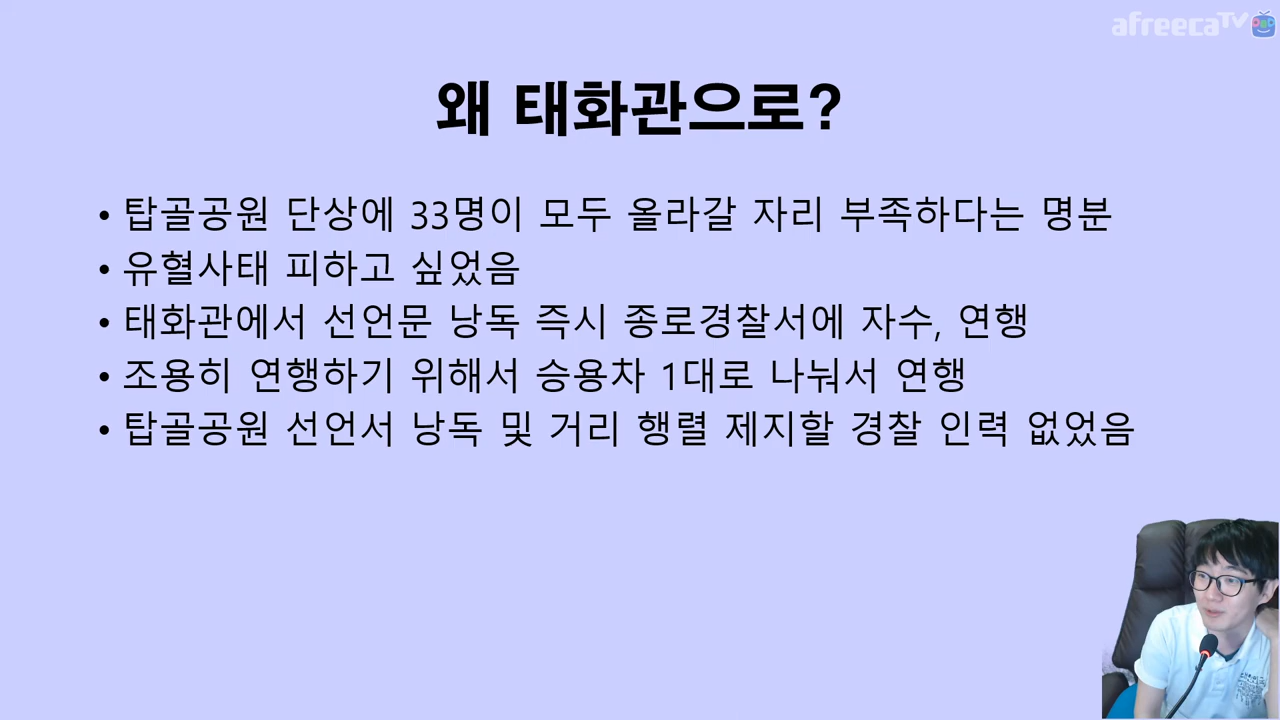 afreecaTV
왜 태화관으로?
• 탑골공원 단상에 33명이 모두 올라갈 자리 부족하다는 명분
• 유혈사태 피하고 싶었음
• 태화관에서 선언문 낭독 즉시 종로경찰서에 자수, 연행
• 조용히 연행하기 위해서 승용차 1대로 나눠서 연행
• 탑골공원 선언서 낭독 및 거리 행렬 제지할 경찰 인력 없었음